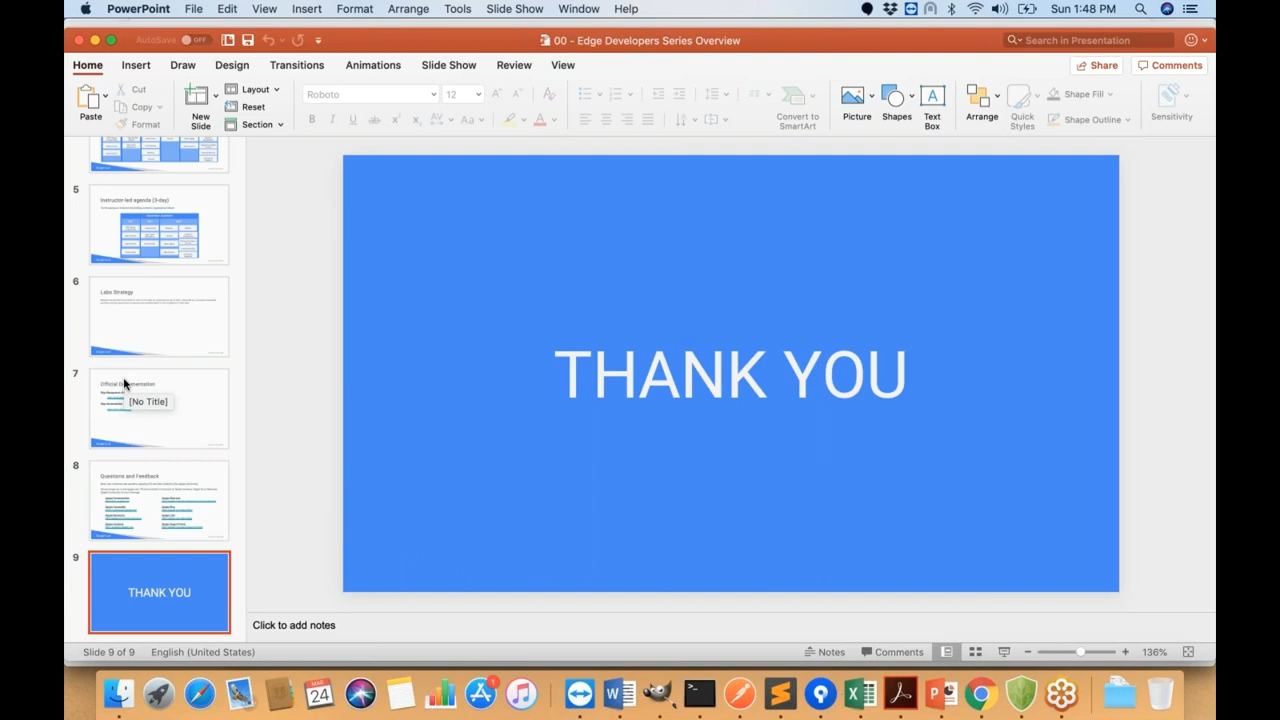 PowerPoint File Edit View Insert Format Arrange Tools Slide Show Window Help Sun 1:48 PM
AutoSave OFF 00 - Edge Developers Series Overview Search in Presentation
Home Insert Draw Design Transitions Animations Slide Show Review View Share Comments
Paste Cut Copy Format
New Slide Layout Reset Section
Roboto 12
Convert to SmartArt
Picture Shapes Text Box
Arrange Quick Styles Shape Fill Shape Outline
Sensitivity
5
Instructor-led agenda (3-day)
6
Labs Strategy
7
Official Documentation
[No Title]
8
Questions and Feedback
9
THANK YOU
THANK YOU
Click to add notes
Slide 9 of 9 English (United States) Notes Comments 136%
MAR
24
1